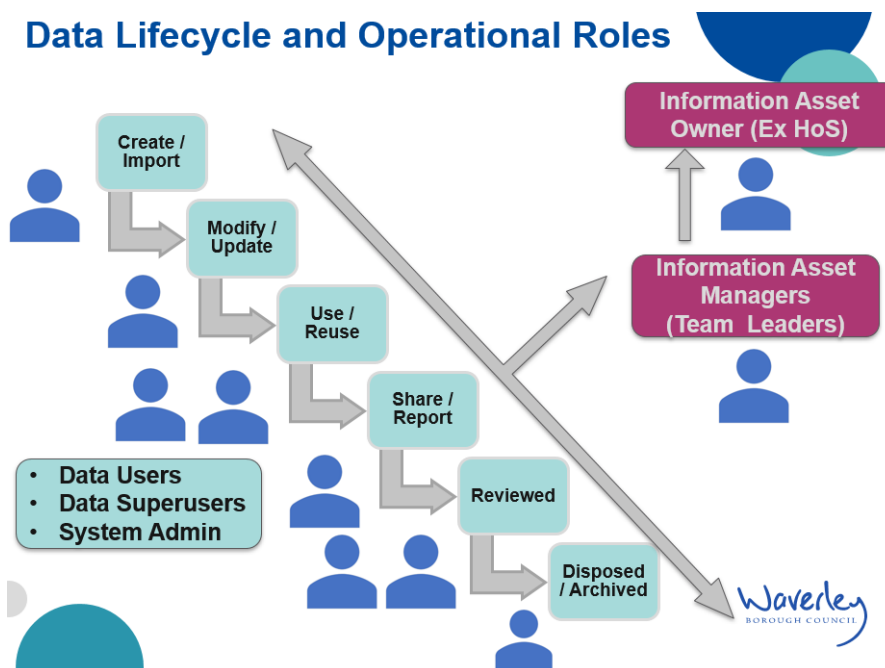 Data Lifecycle and Operational Roles
Information Asset
Owner (Ex HoS)
Create /
Import
Modify /
Update
Information Asset
Managers
(Team Leaders)
Use /
Reuse
Share /
Report
• Data Users
• Data Superusers
• System Admin
Reviewed
Disposed
/ Archived
Waverley
BOROUGH COUNCIL